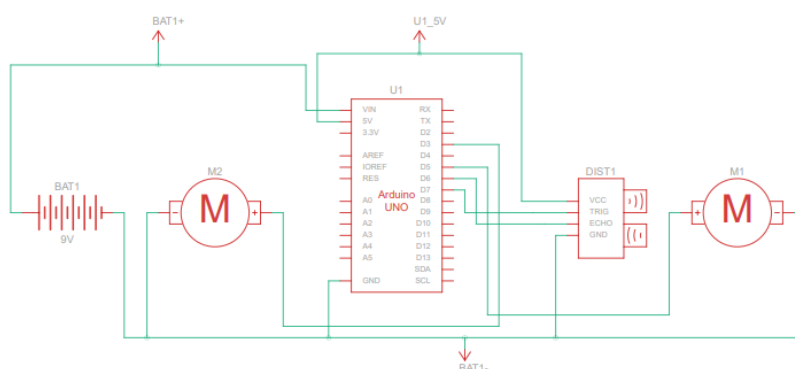 BAT1+
U1_5V
U1
VIN
5V
3.3V
AREF
IOREF
RES
A0
A1
A2
A3
A4
A5
GND
Arduino
UNO
RX
TX
D2
D3
D4
D5
D6
D7
D8
D9
D10
D11
D12
D13
SDA
SCL
BAT1
9V
M2
-
M
+
DIST1
VCC
TRIG
ECHO
GND
M1
+
M
-
BAT1-